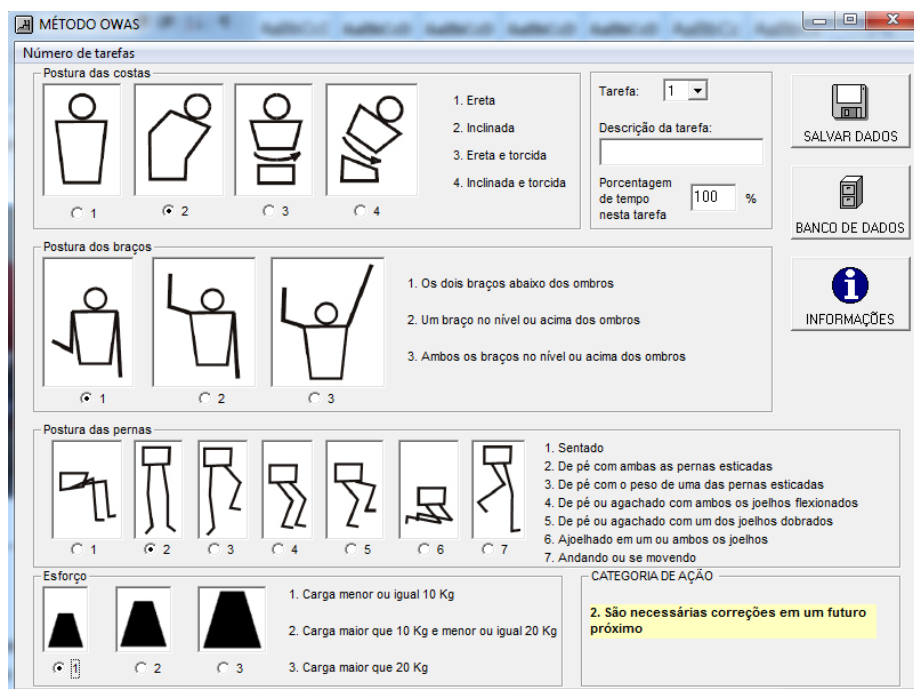 MÉTODO OWAS
Número de tarefas
Postura das costas
1. Ereta
2. Inclinada
3. Ereta e torcida
4. Inclinada e torcida
1
2
3
4
Tarefa: 1
Descrição da tarefa:
Porcentagem
de tempo
nesta tarefa
100 %
SALVAR DADOS
BANCO DE DADOS
INFORMAÇÕES
Postura dos braços
1. Os dois braços abaixo dos ombros
2. Um braço no nível ou acima dos ombros
3. Ambos os braços no nível ou acima dos ombros
1
2
3
Postura das pernas
1. Sentado
2. De pé com ambas as pernas esticadas
3. De pé com o peso de uma das pernas esticadas
4. De pé ou agachado com ambos os joelhos flexionados
5. De pé ou agachado com um dos joelhos dobrados
6. Ajoelhado em um ou ambos os joelhos
7. Andando ou se movendo
1
2
3
4
5
6
7
Esforço
1. Carga menor ou igual 10 Kg
2. Carga maior que 10 Kg e menor ou igual 20 Kg
3. Carga maior que 20 Kg
1
2
3
CATEGORIA DE AÇÃO
2. São necessárias correções em um futuro
próximo